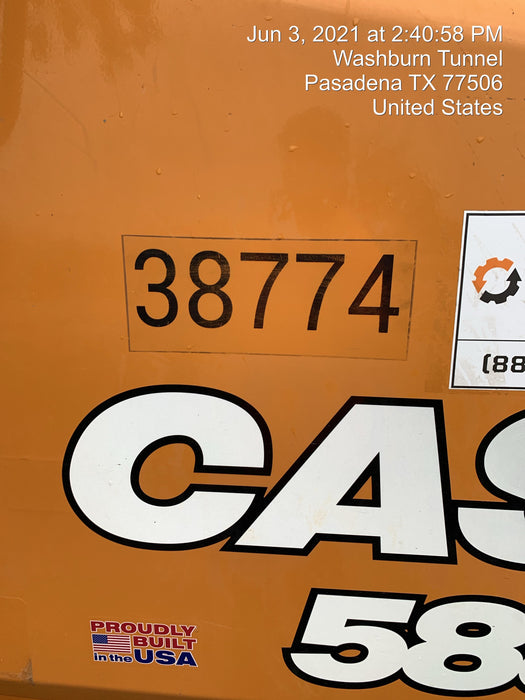 Jun 3, 2021 at 2:40:58 PM
Washburn Tunnel
Pasadena TX 77506
United States
38774
(88
CAS
58
PROUDLY
BUILT
in the USA